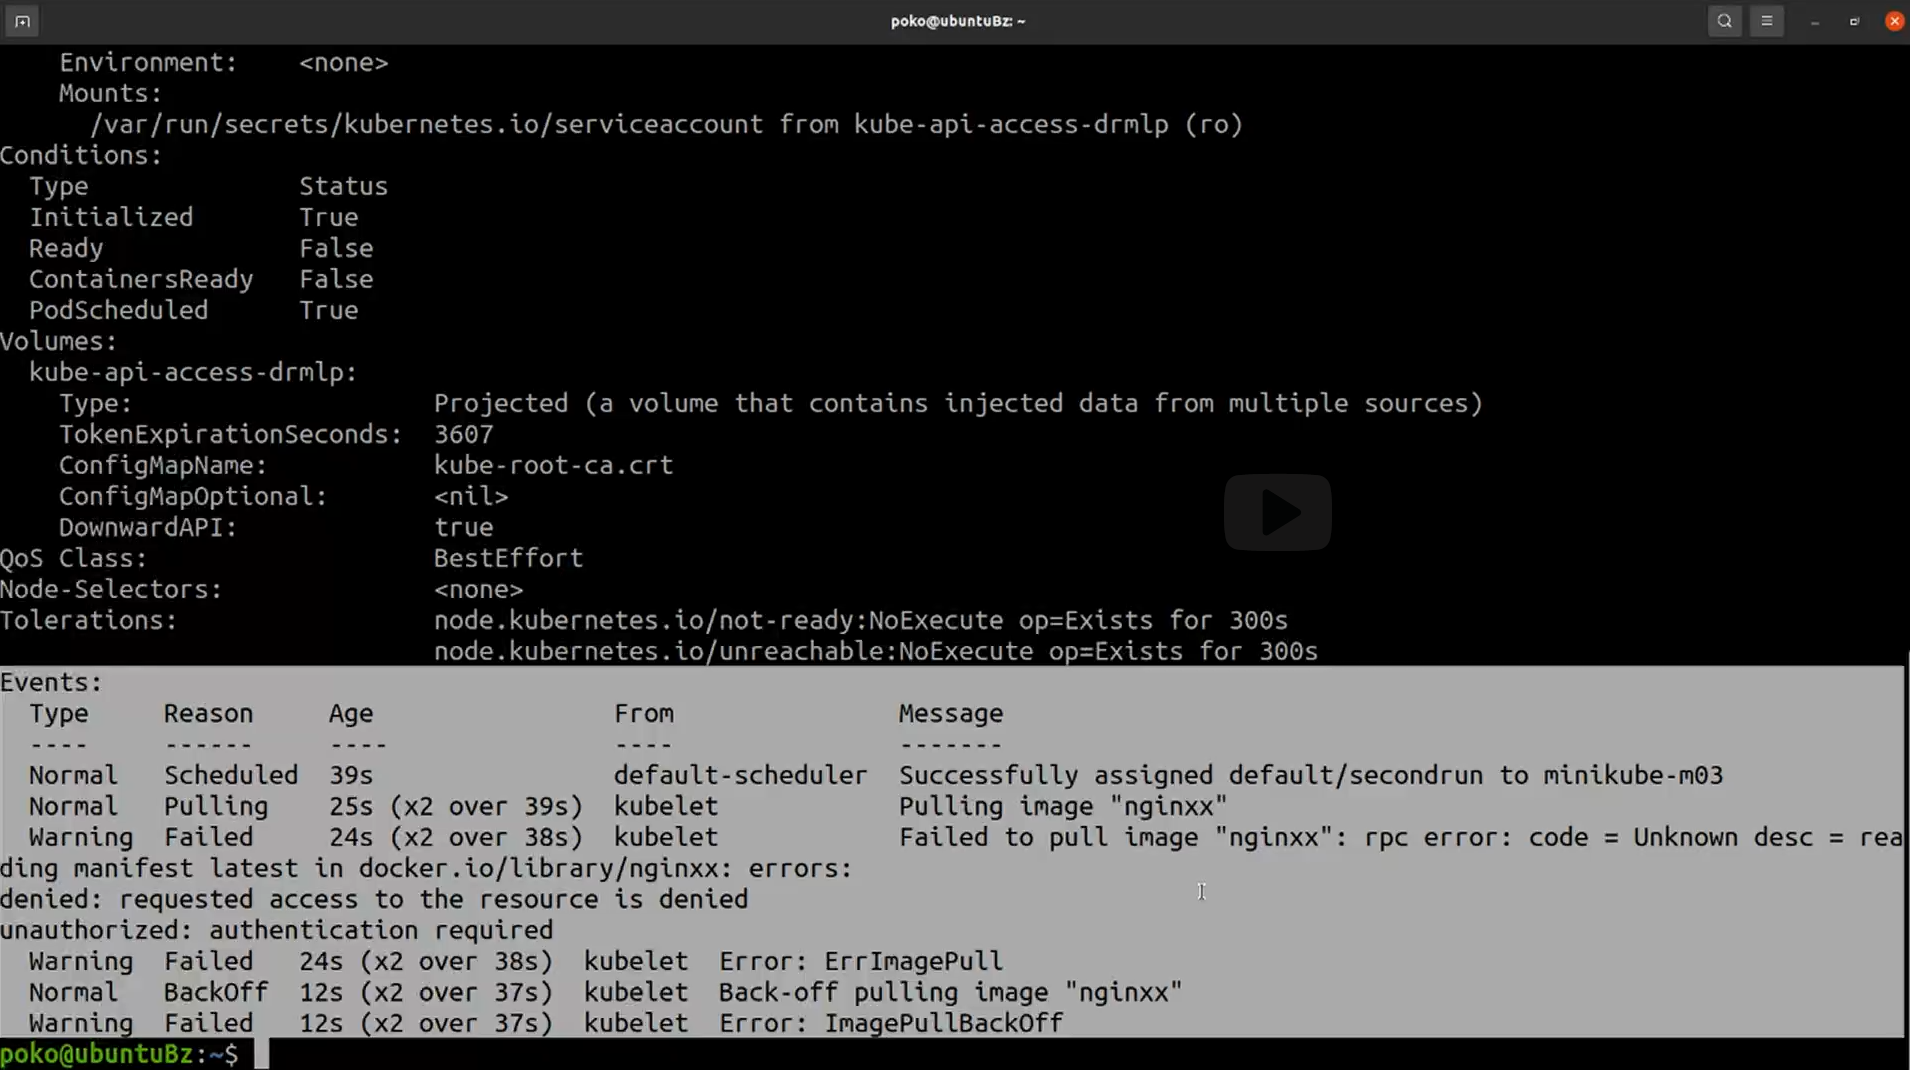 poko@ubuntuBz: ~
Environment:    <none>
Mounts:
/var/run/secrets/kubernetes.io/serviceaccount from kube-api-access-drmlp (ro)
Conditions:
Type              Status
Initialized       True
Ready             False
ContainersReady   False
PodScheduled      True
Volumes:
kube-api-access-drmlp:
Type:                    Projected (a volume that contains injected data from multiple sources)
TokenExpirationSeconds:  3607
ConfigMapName:           kube-root-ca.crt
ConfigMapOptional:       <nil>
DownwardAPI:             true
QoS Class:                   BestEffort
Node-Selectors:              <none>
Tolerations:                 node.kubernetes.io/not-ready:NoExecute op=Exists for 300s
node.kubernetes.io/unreachable:NoExecute op=Exists for 300s
Events:
Type     Reason     Age                From               Message
----     ------     ----               ----               -------
Normal   Scheduled  39s                default-scheduler  Successfully assigned default/secondrun to minikube-m03
Normal   Pulling    25s (x2 over 39s)  kubelet            Pulling image "nginxx"
Warning  Failed     24s (x2 over 38s)  kubelet            Failed to pull image "nginxx": rpc error: code = Unknown desc = rea
ding manifest latest in docker.io/library/nginxx: errors:
denied: requested access to the resource is denied
unauthorized: authentication required
Warning  Failed   24s (x2 over 38s)  kubelet  Error: ErrImagePull
Normal   BackOff  12s (x2 over 37s)  kubelet  Back-off pulling image "nginxx"
Warning  Failed   12s (x2 over 37s)  kubelet  Error: ImagePullBackOff
poko@ubuntuBz:~$